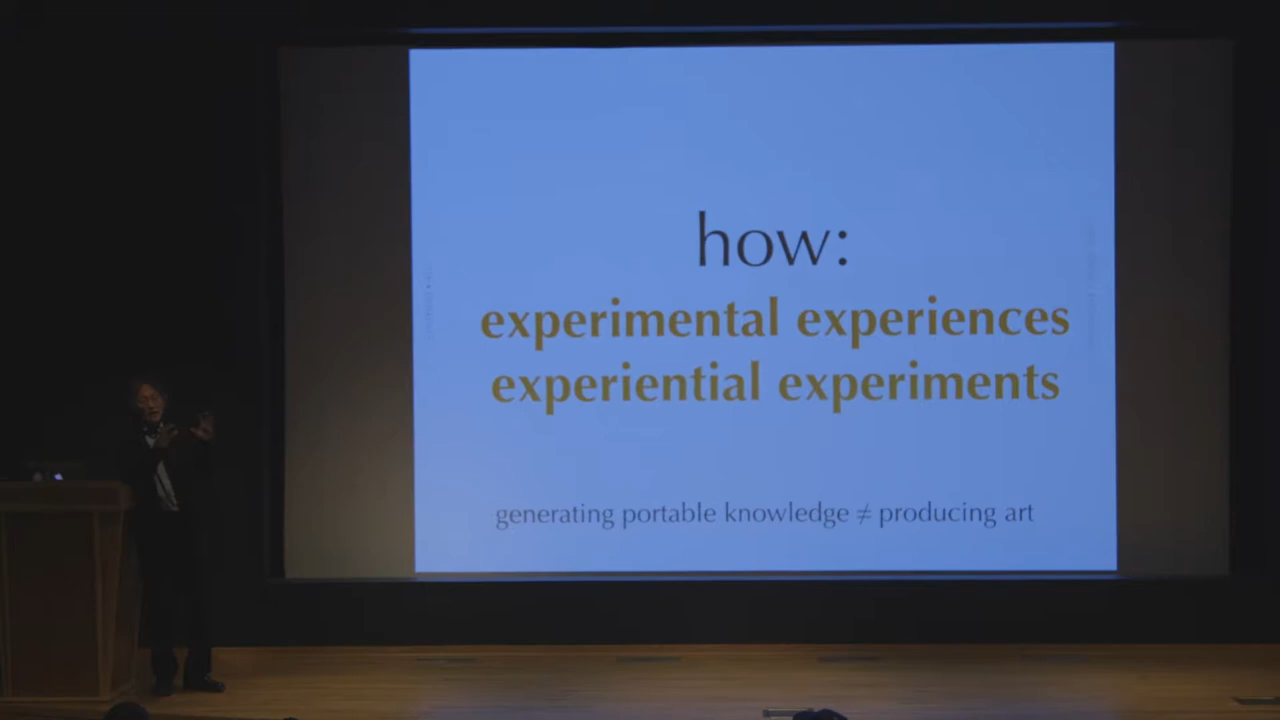 how:
experimental experiences
experiential experiments
generating portable knowledge ≠ producing art